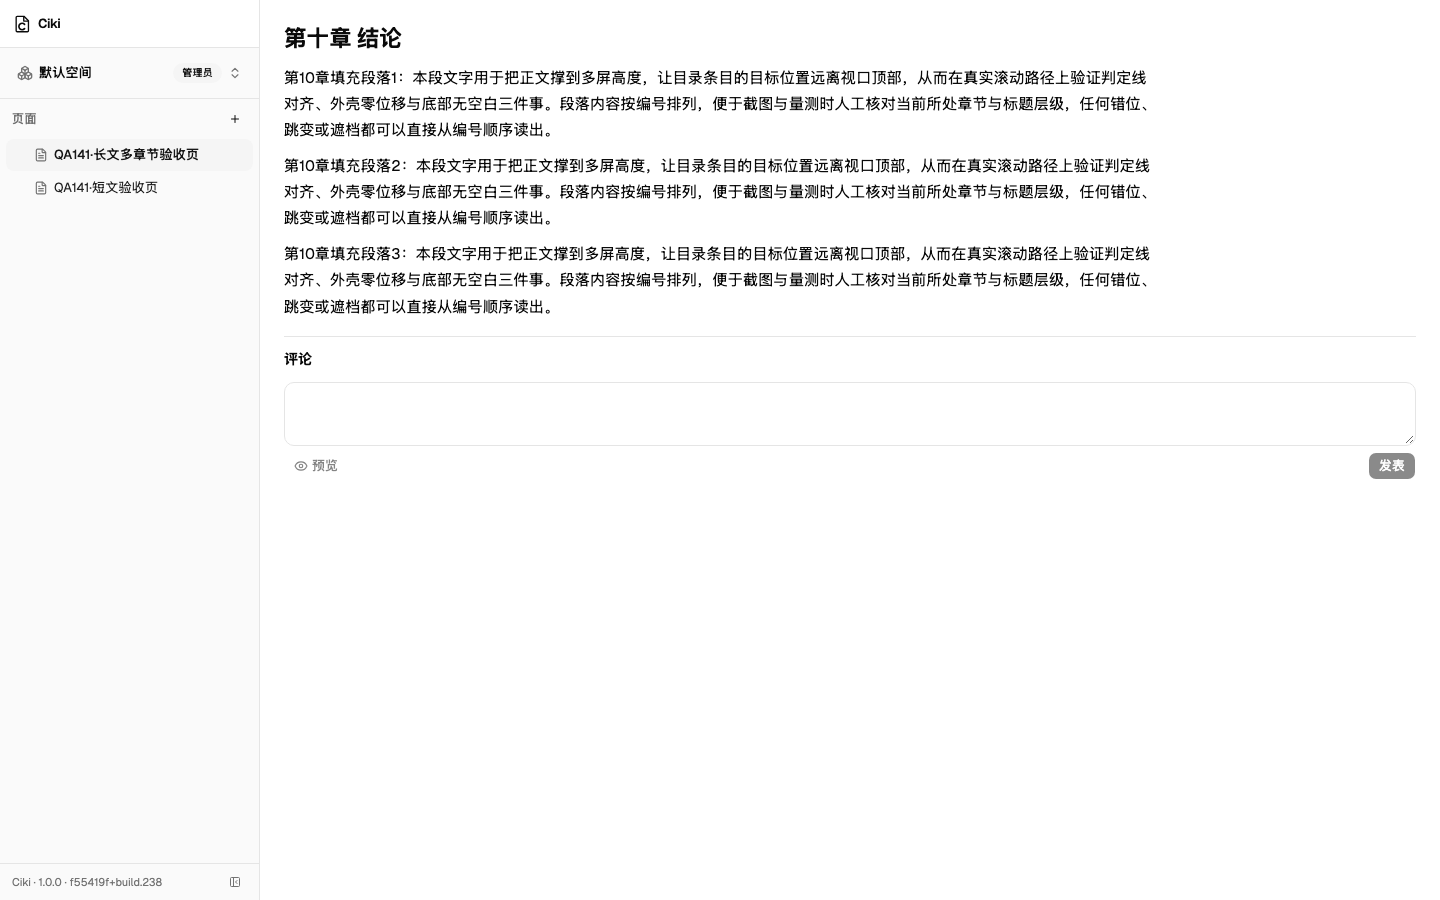 Ciki
默认空间
管理员
页面
QA141·长文多章节验收页
QA141·短文验收页
Ciki · 1.0.0 · f55419f+build.238
第十章 结论
第10章填充段落1：本段文字用于把正文撑到多屏高度，让目录条目的目标位置远离视口顶部，从而在真实滚动路径上验证判定线
对齐、外壳零位移与底部无空白三件事。段落内容按编号排列，便于截图与量测时人工核对当前所处章节与标题层级，任何错位、
跳变或遮档都可以直接从编号顺序读出。
第10章填充段落2：本段文字用于把正文撑到多屏高度，让目录条目的目标位置远离视口顶部，从而在真实滚动路径上验证判定线
对齐、外壳零位移与底部无空白三件事。段落内容按编号排列，便于截图与量测时人工核对当前所处章节与标题层级，任何错位、
跳变或遮档都可以直接从编号顺序读出。
第10章填充段落3：本段文字用于把正文撑到多屏高度，让目录条目的目标位置远离视口顶部，从而在真实滚动路径上验证判定线
对齐、外壳零位移与底部无空白三件事。段落内容按编号排列，便于截图与量测时人工核对当前所处章节与标题层级，任何错位、
跳变或遮档都可以直接从编号顺序读出。
评论
预览
发表